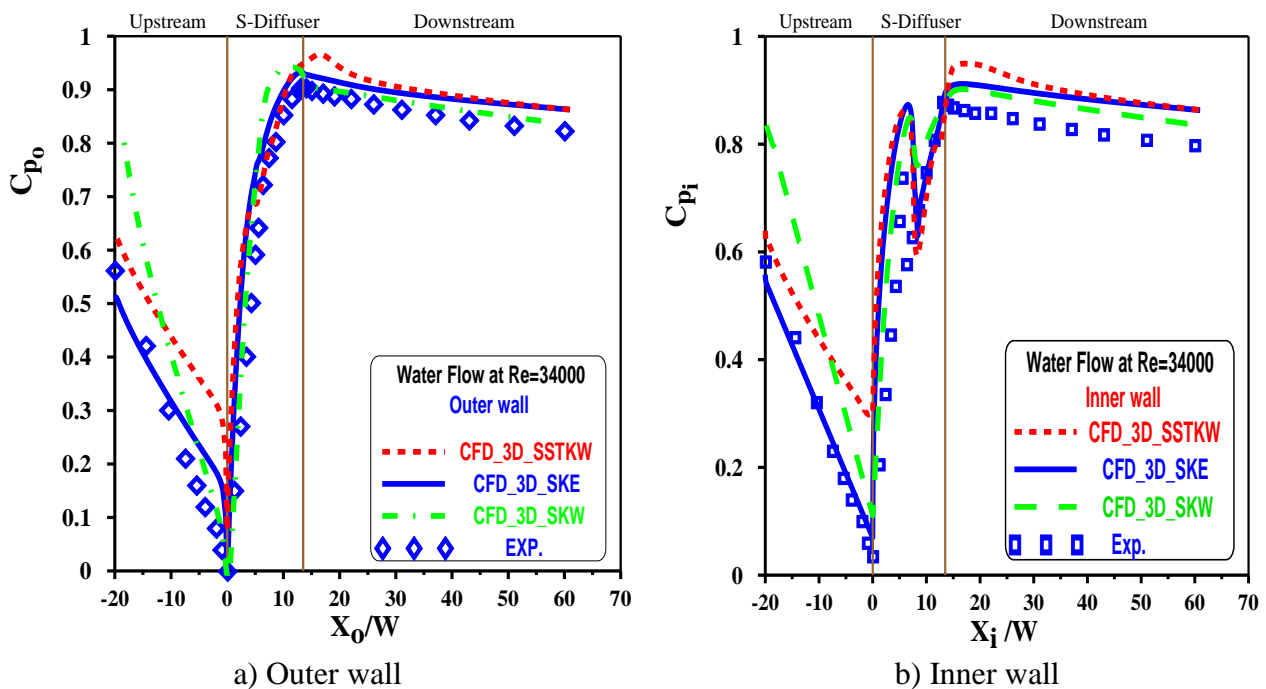 Upstream S-Diffuser Downstream
1
0.9
0.8
0.7
0.6
0.5
0.4
0.3
0.2
0.1
0
Cpo
-20 -10 0 10 20 30 40 50 60 70
Xo/W
Water Flow at Re=34000
Outer wall
CFD_3D_SSTKW
CFD_3D_SKE
CFD_3D_SKW
EXP.
a) Outer wall
Upstream S-Diffuser Downstream
1
0.8
0.6
0.4
0.2
0
Cpi
-20 -10 0 10 20 30 40 50 60 70
Xi /W
Water Flow at Re=34000
Inner wall
CFD_3D_SSTKW
CFD_3D_SKE
CFD_3D_SKW
Exp.
b) Inner wall